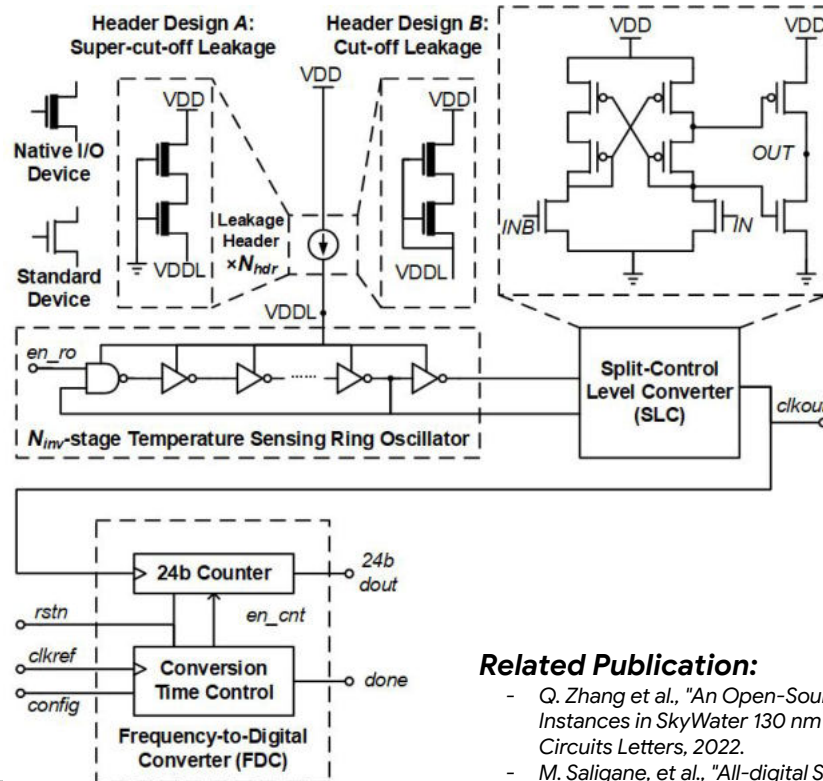 Header Design A:
Super-cut-off Leakage
Header Design B:
Cut-off Leakage
VDD
VDD
VDD
VDD
VDD
Native I/O
Device
Standard
Device
Leakage
Header
×Nhdr
VDDL
VDDL
VDDL
INB
IN
OUT
en_ro
......
Ninv-stage Temperature Sensing Ring Oscillator
Split-Control
Level Converter
(SLC)
24b Counter
24b
dout
rstn
en_cnt
clkref
config
Conversion
Time Control
done
Frequency-to-Digital
Converter (FDC)
Related Publication:
- Q. Zhang et al., "An Open-Sour
Instances in SkyWater 130 nm
Circuits Letters, 2022.
- M. Saligane, et al., "All-digital S